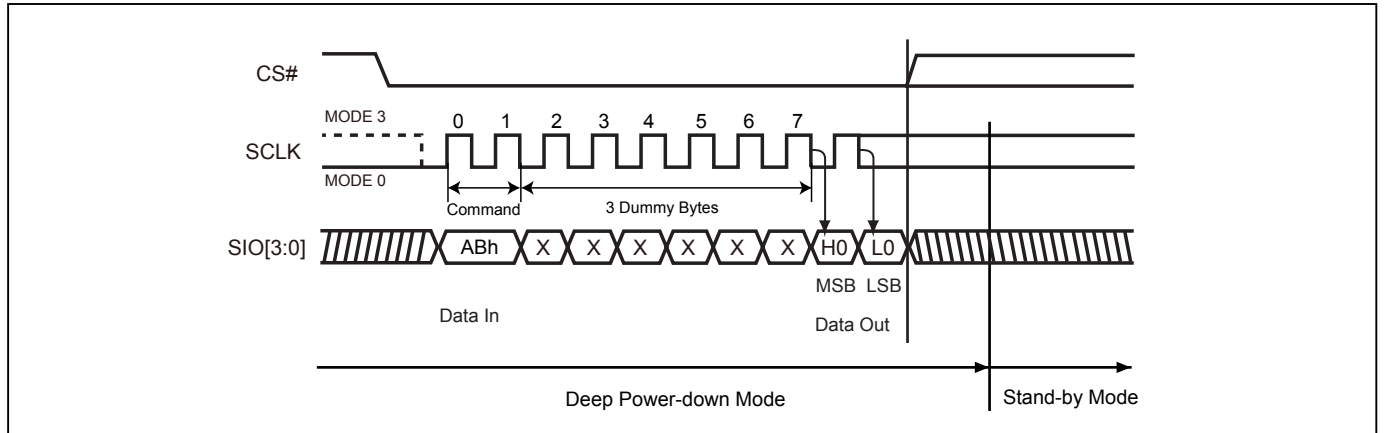 CS#
MODE 3
0 1 2 3 4 5 6 7
SCLK
MODE 0
Command
3 Dummy Bytes
SIO[3:0]
ABh X X X X X X H0 L0
MSB LSB
Data In
Data Out
Deep Power-down Mode
Stand-by Mode